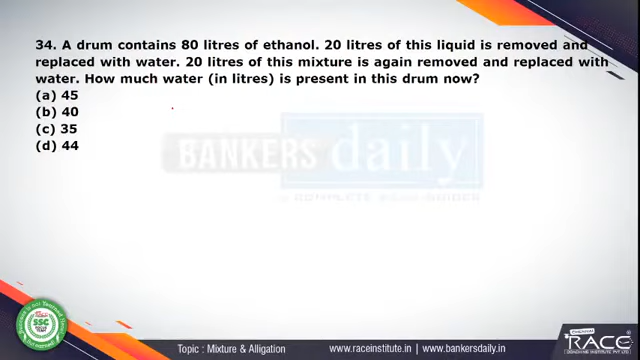 34. A drum contains 80 litres of ethanol. 20 litres of this liquid is removed and
replaced with water. 20 litres of this mixture is again removed and replaced with
water. How much water (in litres) is present in this drum now?
(a) 45
(b) 40
(c) 35
(d) 44
BANKERS daily
SSC
Topic : Mixture & Alligation
www.raceinstitute.in | www.bankersdaily.in
CHENNAI
RACE